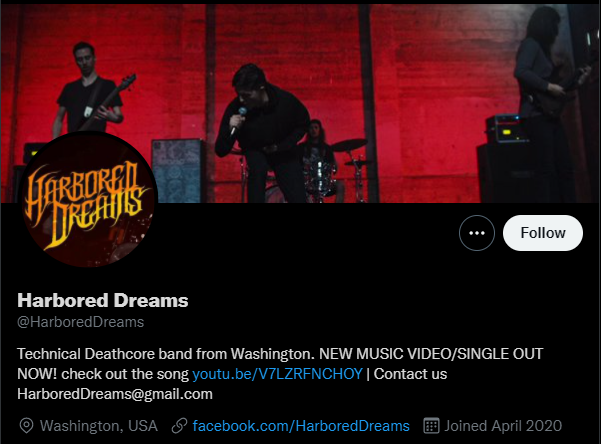 HARBORED
DREAMS
Follow
Harbored Dreams
@HarboredDreams
Technical Deathcore band from Washington. NEW MUSIC VIDEO/SINGLE OUT
NOW! check out the song youtu.be/V7LZRFNCHOY | Contact us
HarboredDreams@gmail.com
Washington, USA facebook.com/HarboredDreams Joined April 2020